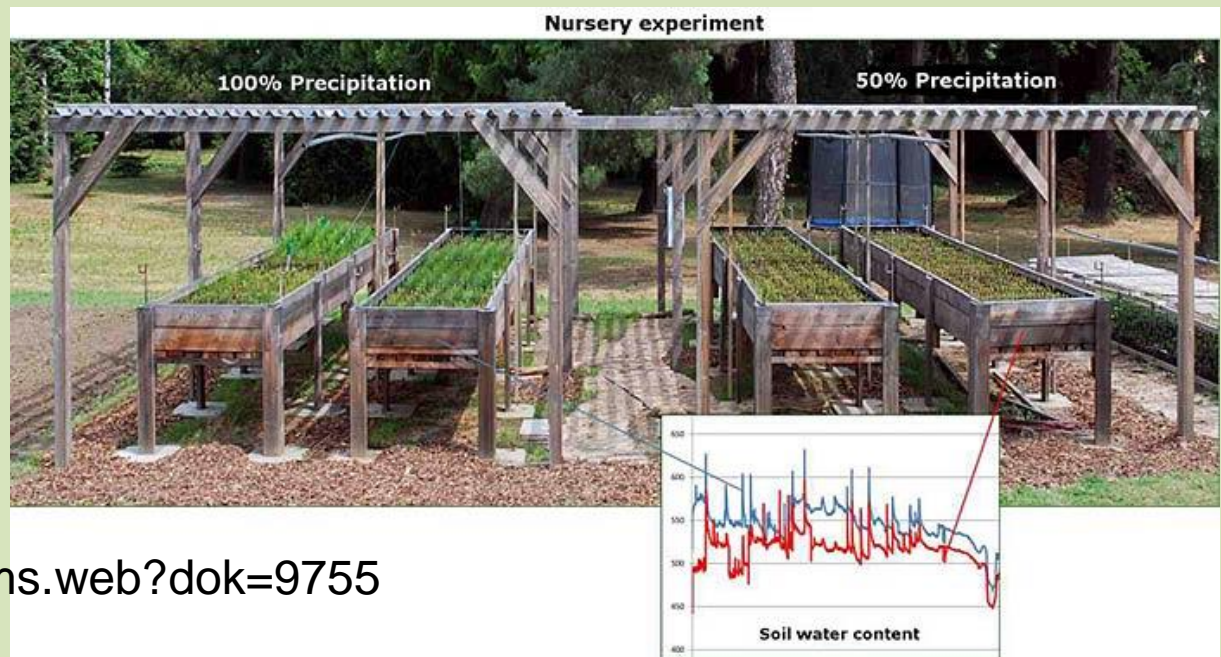 Nursery experiment
100% Precipitation
50% Precipitation
650
600
550
500
450
400
Soil water content
ns.web?dok=9755